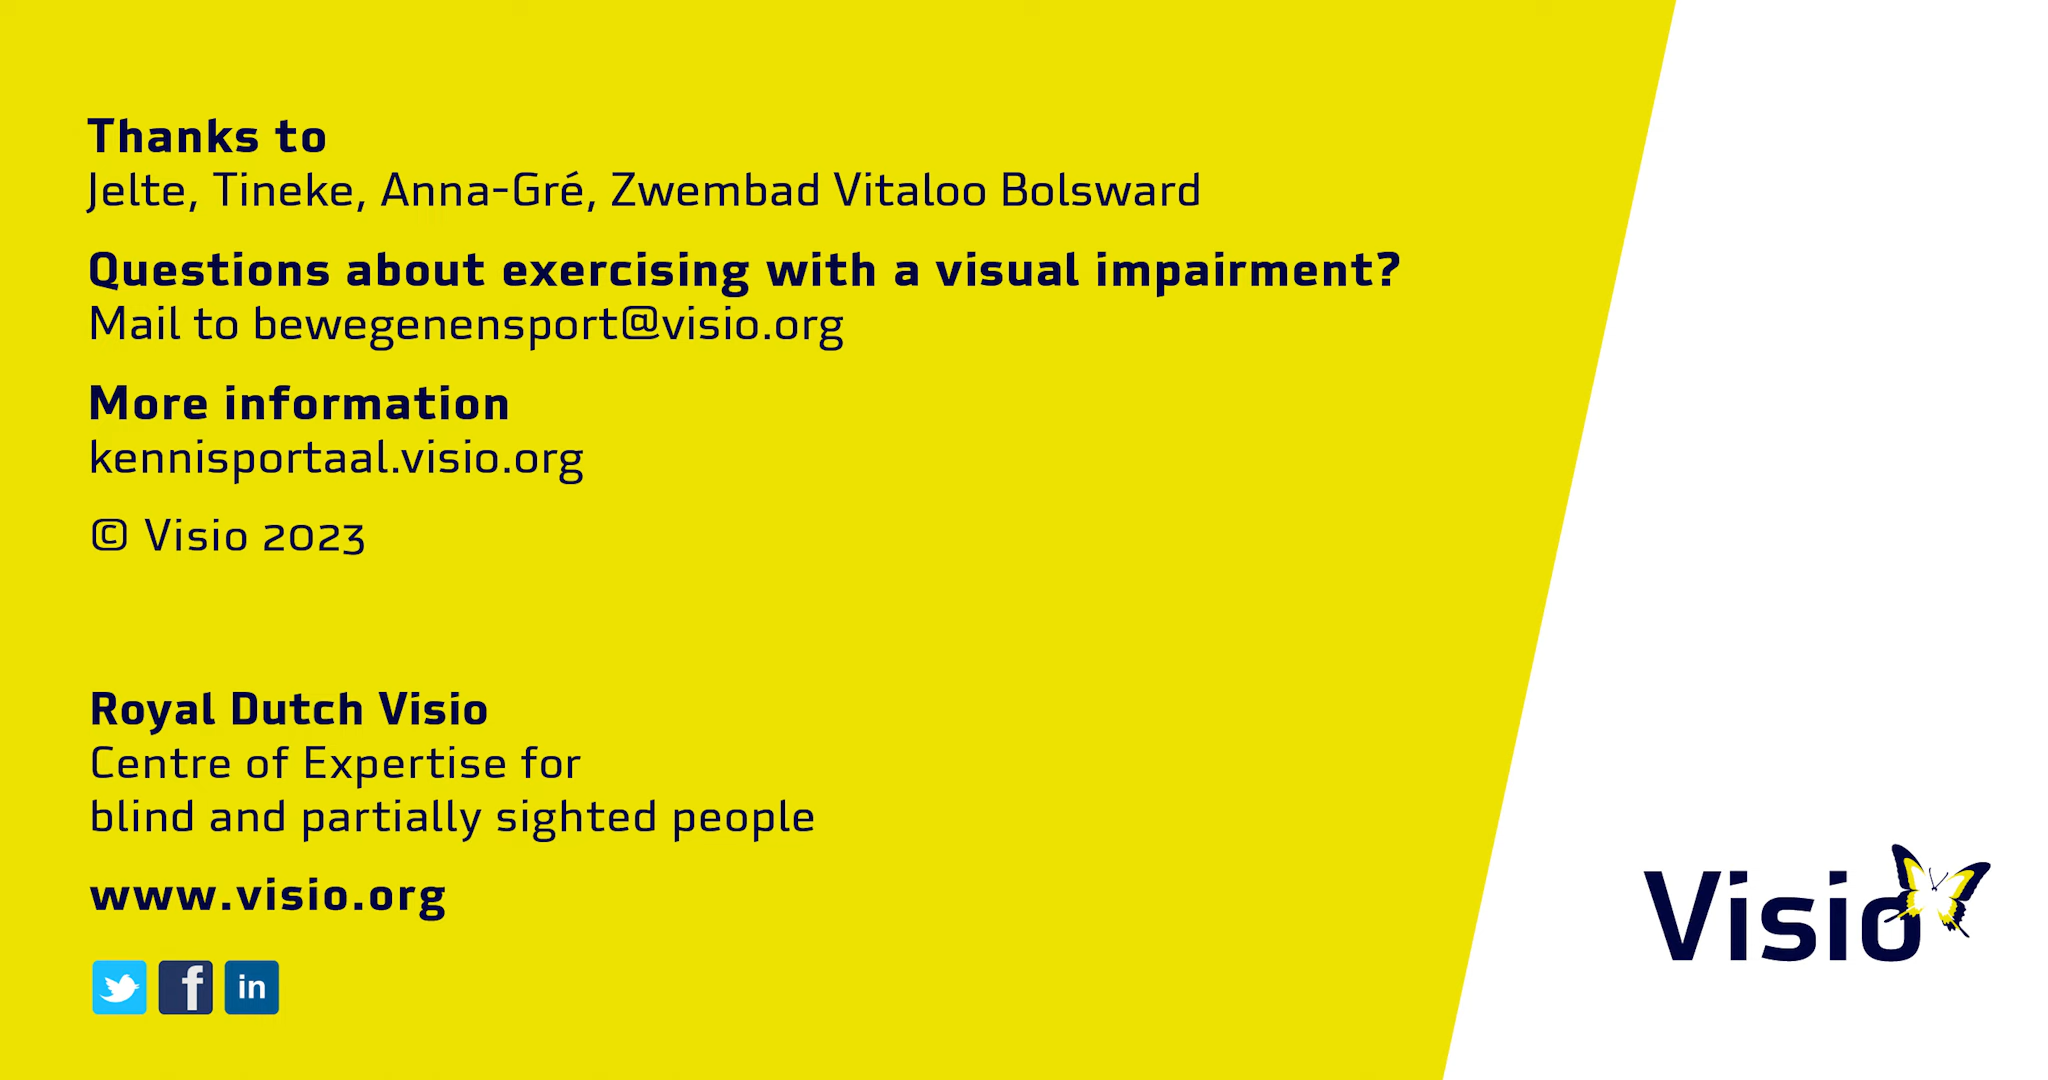 Thanks to
Jelte, Tineke, Anna-Gré, Zwembad Vitaloo Bolsward
Questions about exercising with a visual impairment?
Mail to bewegenensport@visio.org
More information
kennisportaal.visio.org
© Visio 2023
Royal Dutch Visio
Centre of Expertise for
blind and partially sighted people
www.visio.org
f in
Visio